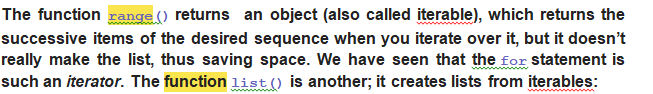 The function range() returns an object (also called iterable), which returns the
successive items of the desired sequence when you iterate over it, but it doesn't
really make the list, thus saving space. We have seen that the for statement is
such an iterator. The function list() is another; it creates lists from iterables: